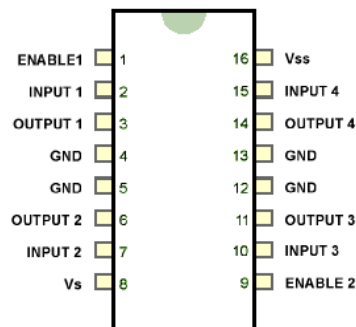 ENABLE1 1 16 Vss
INPUT 1 2 15 INPUT 4
OUTPUT 1 3 14 OUTPUT 4
GND 4 13 GND
GND 5 12 GND
OUTPUT 2 6 11 OUTPUT 3
INPUT 2 7 10 INPUT 3
Vs 8 9 ENABLE 2